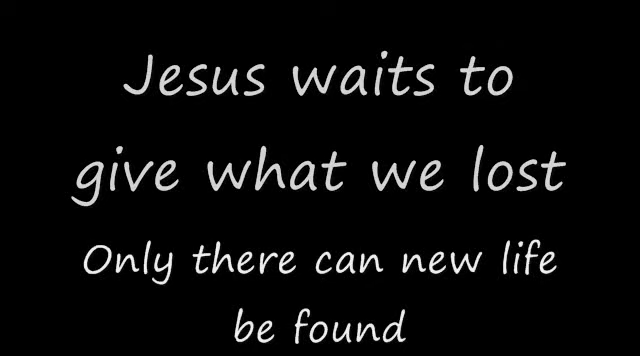 Jesus waits to
give what we lost
Only there can new life
be found